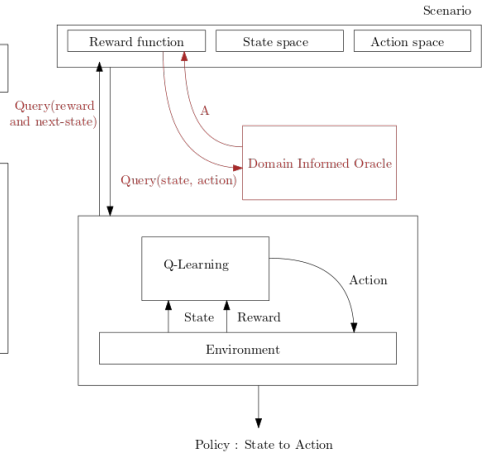 Scenario
Reward function
State space
Action space
Query(reward
and next-state)
A
Domain Informed Oracle
Query(state, action)
Q-Learning
Action
State
Reward
Environment
Policy : State to Action